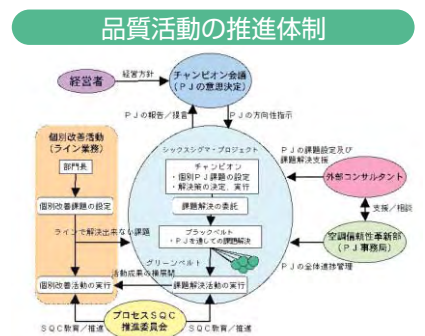 品質活動の推進体制
経営者
経営方針
チャンピオン会議
(PJの意思決定)
PJの報告/提言
PJの方向性指示
個別改善活動
(ライン業務)
部門長
個別改善課題の設定
ラインで解決出来ない課題
個別改善活動の実行
シックスシグマ・プロジェクト
チャンピオン
・個別PJ課題の設定
・解決策の決定、実行
課題解決の委託
ブラックベルト
・PJを通しての課題解決
グリーンベルト
活動成果の横展開
課題解決活動の実行
PJの課題設定及び
課題解決支援
外部コンサルタント
支援/相談
空調信頼性革新部
(PJ事務局)
PJの全体進捗管理
プロセスSQC
推進委員会
SQC教育/推進
SQC教育/推進